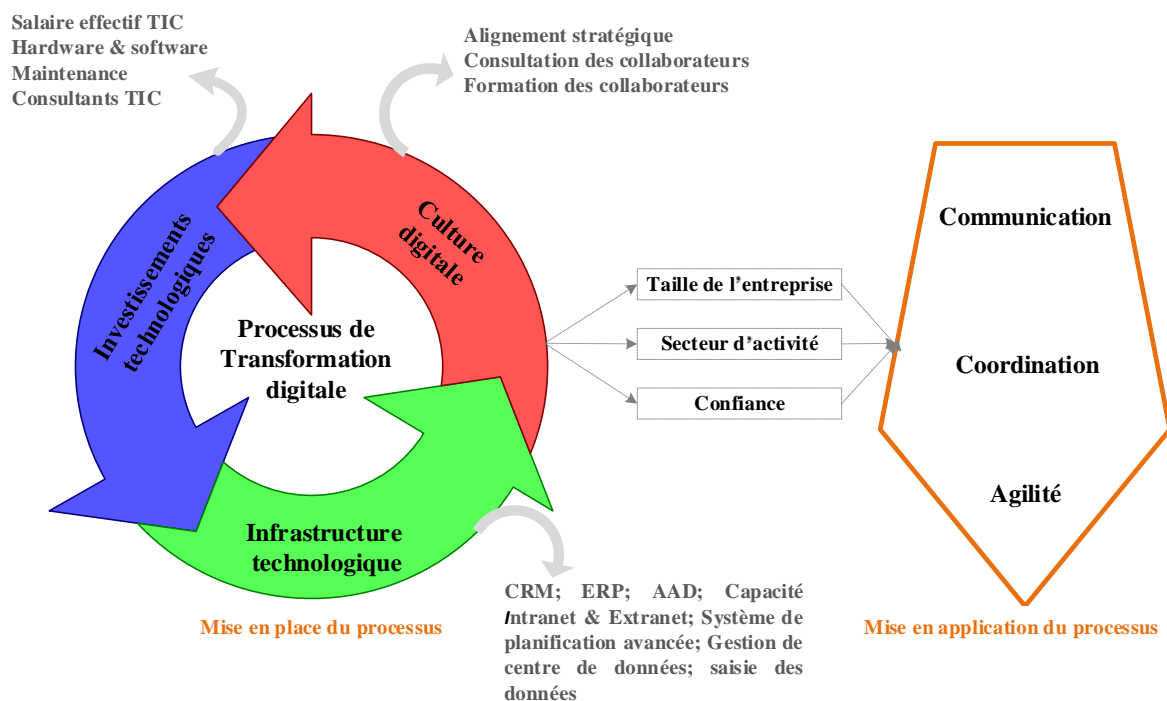 Salaire effectif TIC
Hardware & software
Maintenance
Consultants TIC
Alignement stratégique
Consultation des collaborateurs
Formation des collaborateurs
Investissements
technologiques
Culture
digitale
Processus de
Transformation
digitale
Infrastructure
technologique
Taille de l'entreprise
Secteur d'activité
Confiance
Communication
Coordination
Agilité
CRM; ERP; AAD; Capacité
Intranet & Extranet; Système de
planification avancée; Gestion de
centre de données; saisie des
données
Mise en place du processus
Mise en application du processus